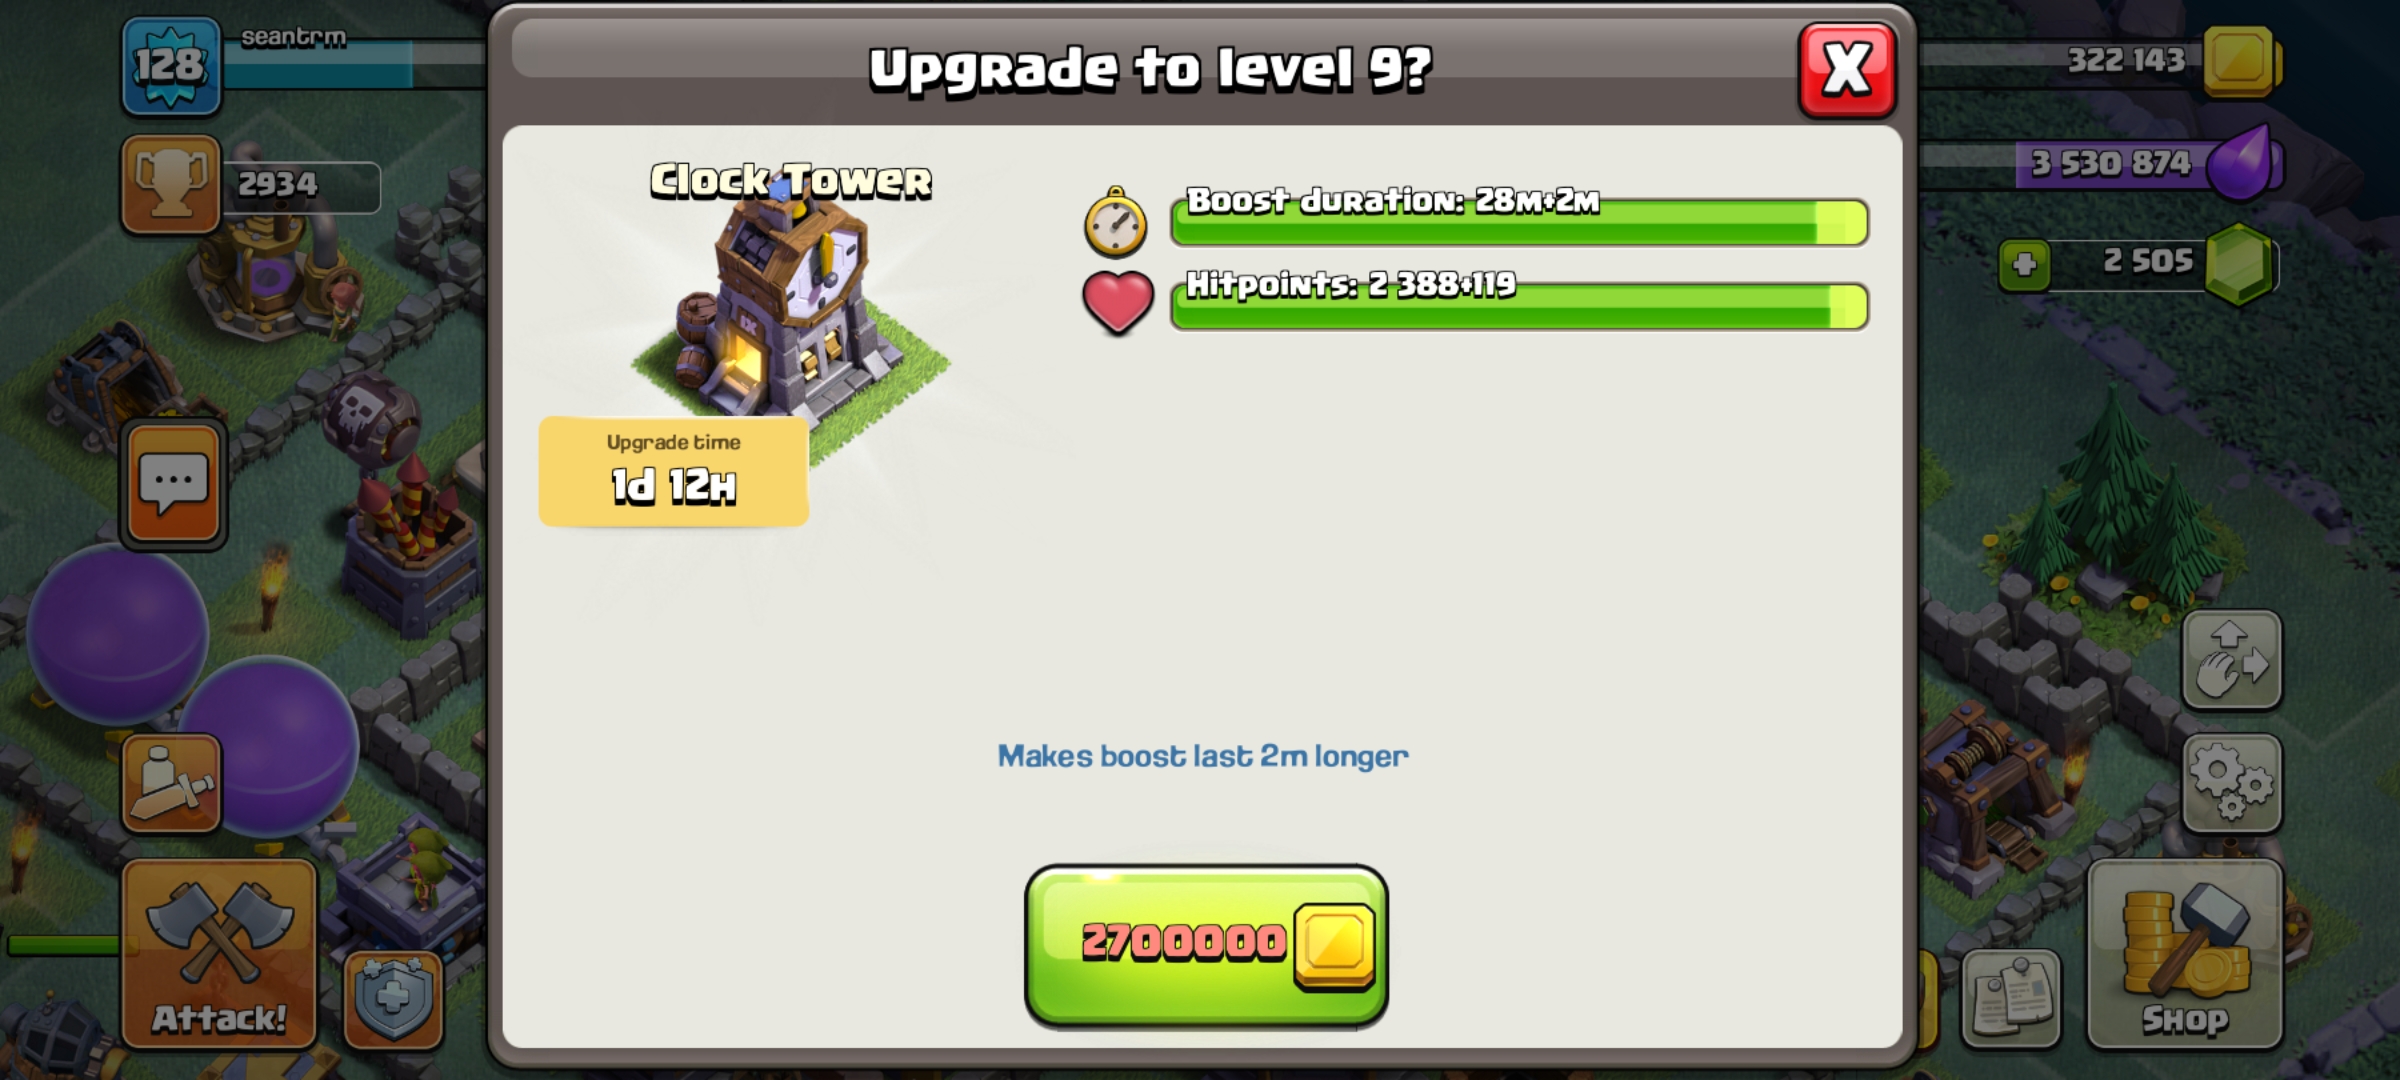 128
seantrm
2934
Upgrade to level 9?
X
322 143
3 530 874
2 505
Clock Tower
IX
Boost duration: 28m+2m
Hitpoints: 2 388+119
Upgrade time
1d 12h
Makes boost last 2m longer
2700000
Attack!
Shop